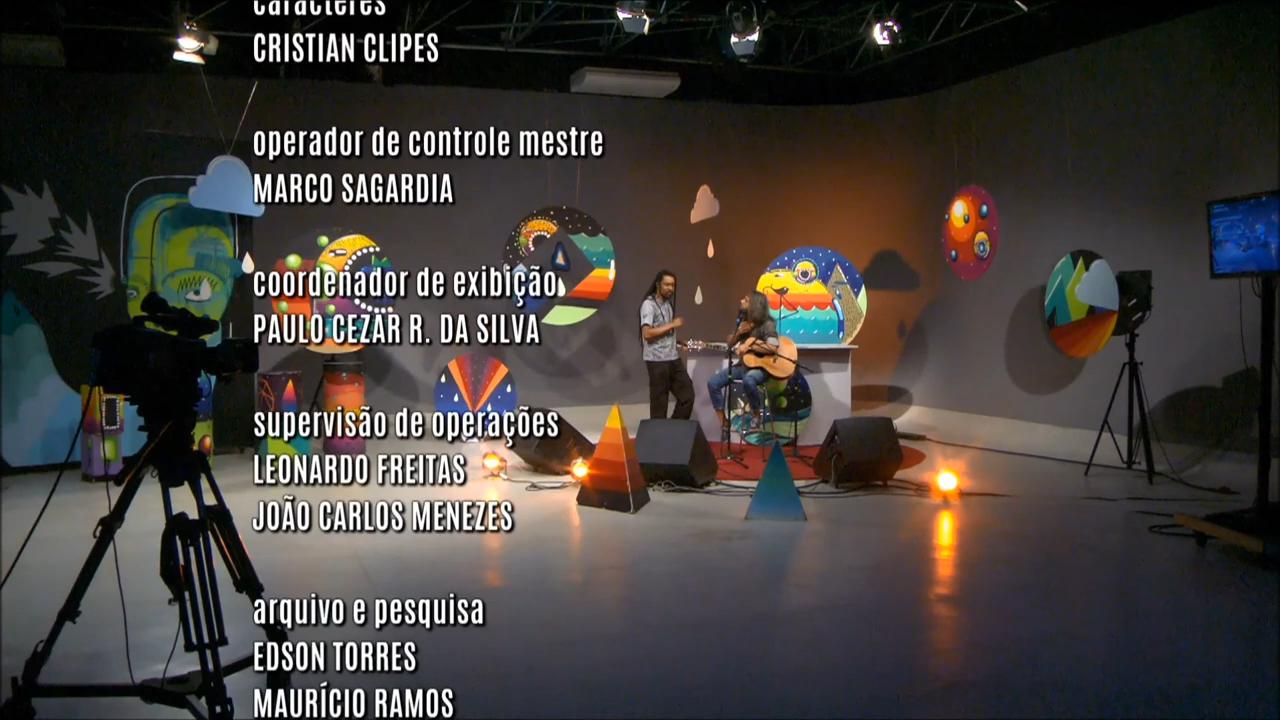 caracteres
CRISTIAN CLIPES
operador de controle mestre
MARCO SAGARDIA
coordenador de exibição
PAULO CEZAR R. DA SILVA
supervisão de operações
LEONARDO FREITAS
JOÃO CARLOS MENEZES
arquivo e pesquisa
EDSON TORRES
MAURÍCIO RAMOS